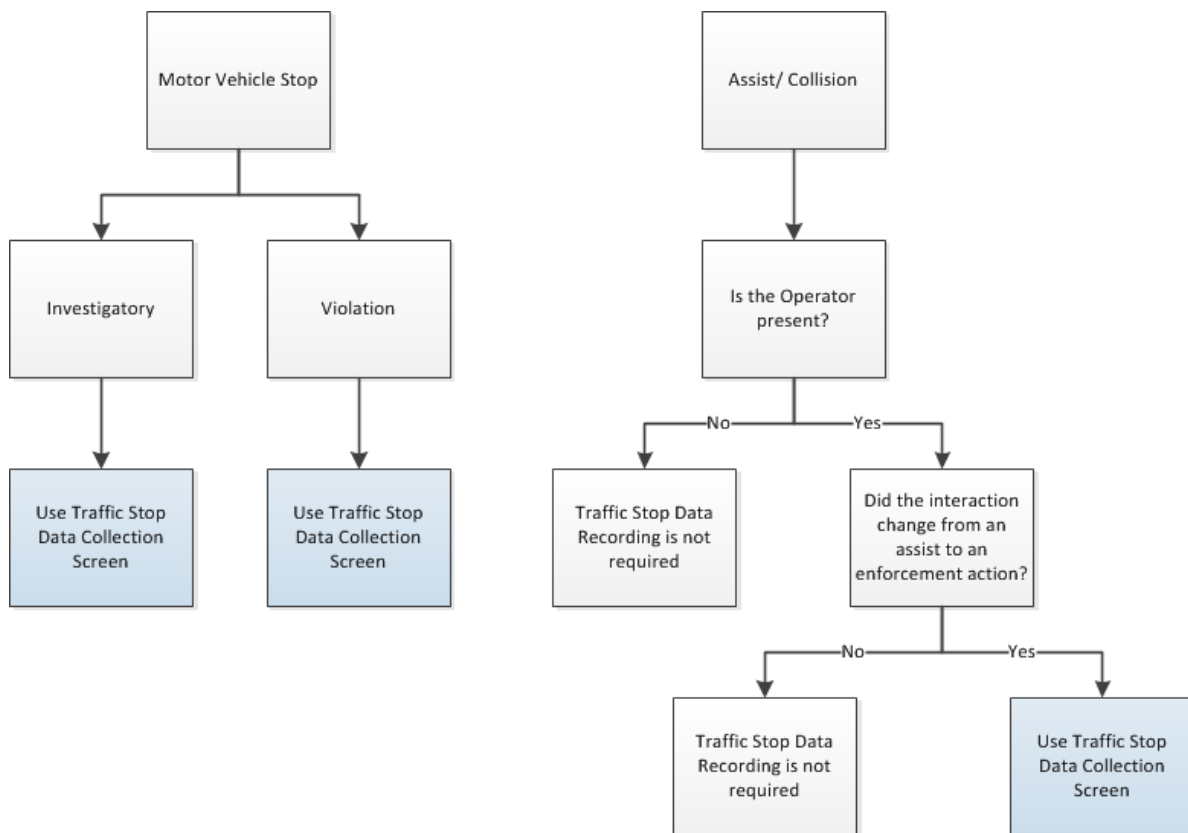 Motor Vehicle Stop
Assist/ Collision
Investigatory
Violation
Is the Operator
present?
No
Yes
Use Traffic Stop
Data Collection
Screen
Use Traffic Stop
Data Collection
Screen
Traffic Stop Data
Recording is not
required
Did the interaction
change from an
assist to an
enforcement action?
No
Yes
Traffic Stop Data
Recording is not
required
Use Traffic Stop
Data Collection
Screen